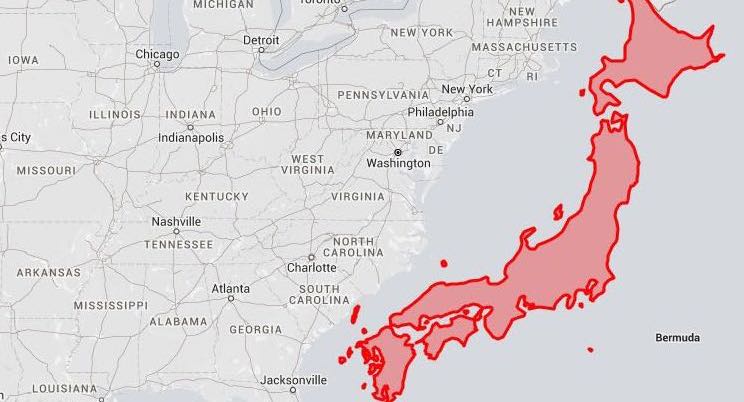 MICHIGAN
Toronto
NEW
HAMPSHIRE
Detroit
NEW YORK
MASSACHUSETTS
Chicago
IOWA
CT
RI
New York
PENNSYLVANIA
Philadelphia
ILLINOIS
INDIANA
OHIO
NJ
s City
Indianapolis
MARYLAND
DE
Washington
MISSOURI
WEST
VIRGINIA
KENTUCKY
VIRGINIA
Nashville
TENNESSEE
NORTH
CAROLINA
Charlotte
ARKANSAS
Atlanta
SOUTH
CAROLINA
MISSISSIPPI
ALABAMA
GEORGIA
Bermuda
Jacksonville
LOUISIANA